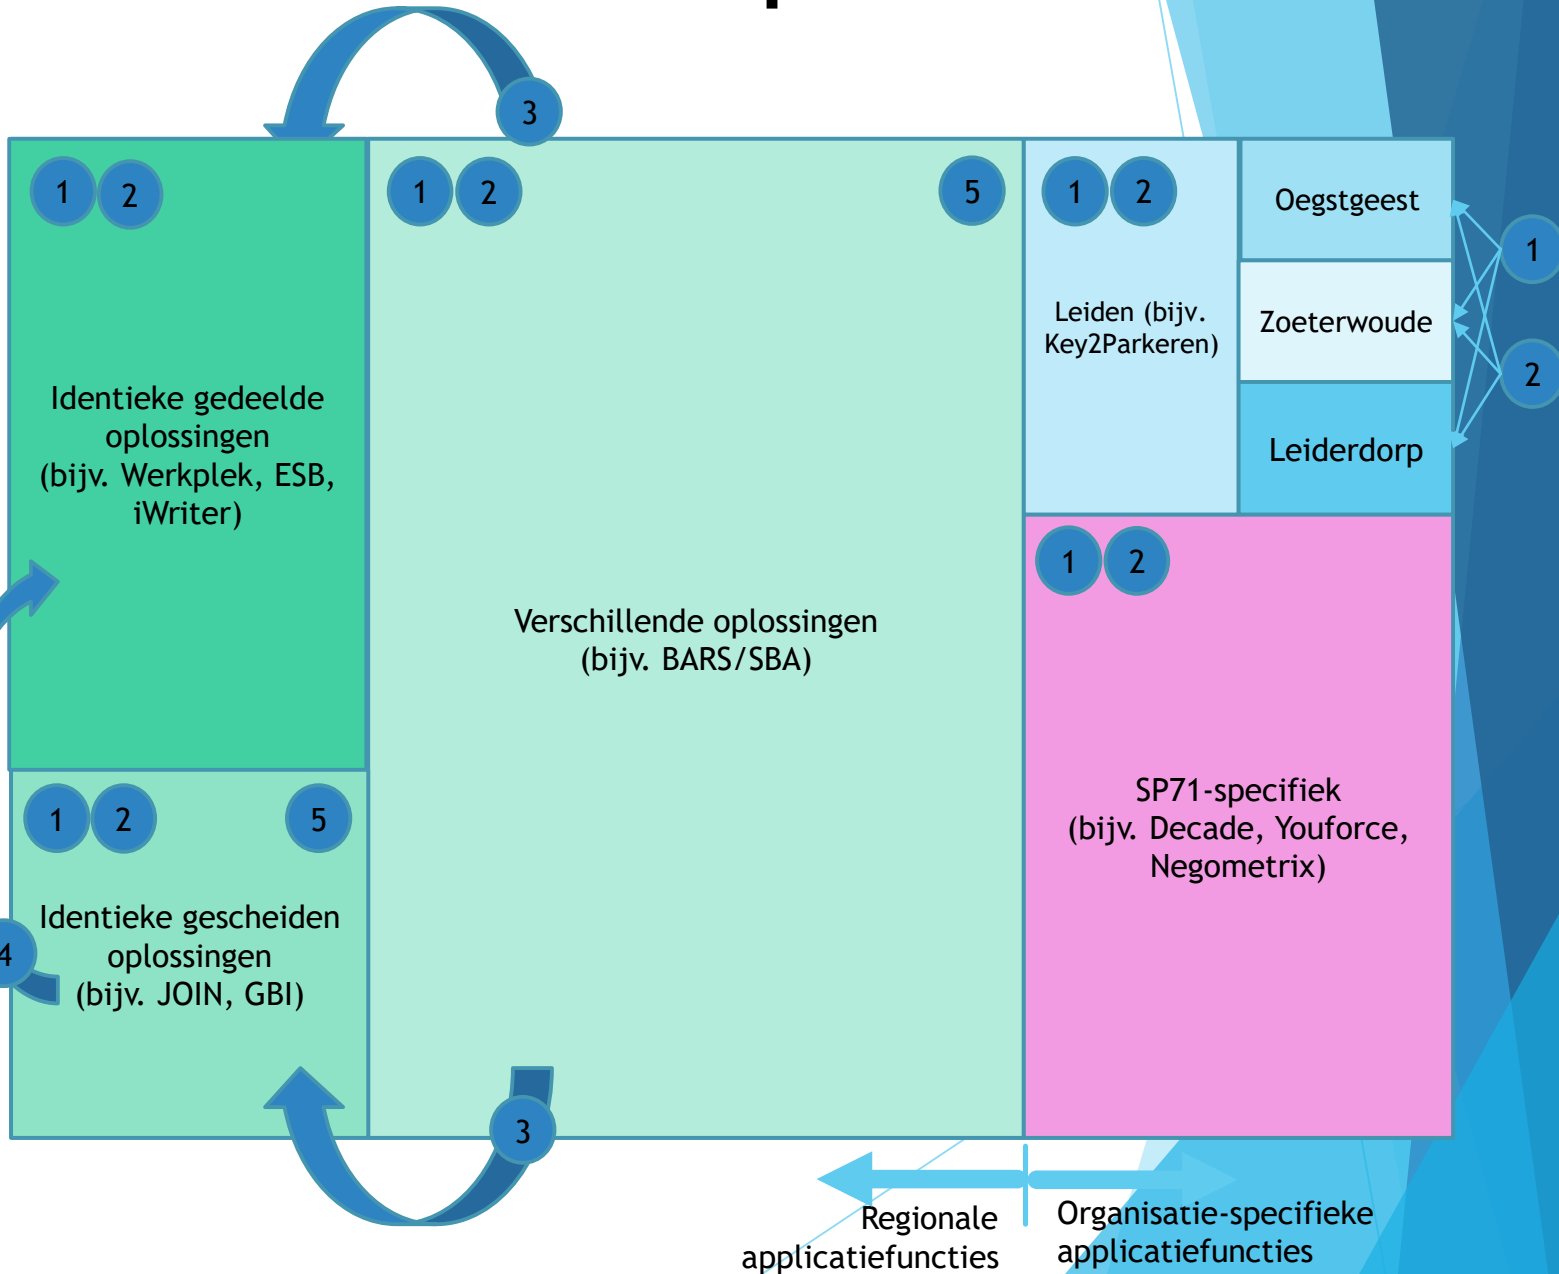 3
1 2
1 2
5
1 2
Oegstgeest
1
Leiden (bijv.
Key2Parkeren)
Zoeterwoude
2
Identieke gedeelde
oplossingen
(bijv. Werkplek, ESB,
iWriter)
Leiderdorp
1 2
Verschillende oplossingen
(bijv. BARS/SBA)
SP71-specifiek
(bijv. Decade, Youforce,
Negometrix)
1 2
5
Identieke gescheiden
oplossingen
(bijv. JOIN, GBI)
4
3
Regionale
applicatiefuncties
Organisatie-specifieke
applicatiefuncties